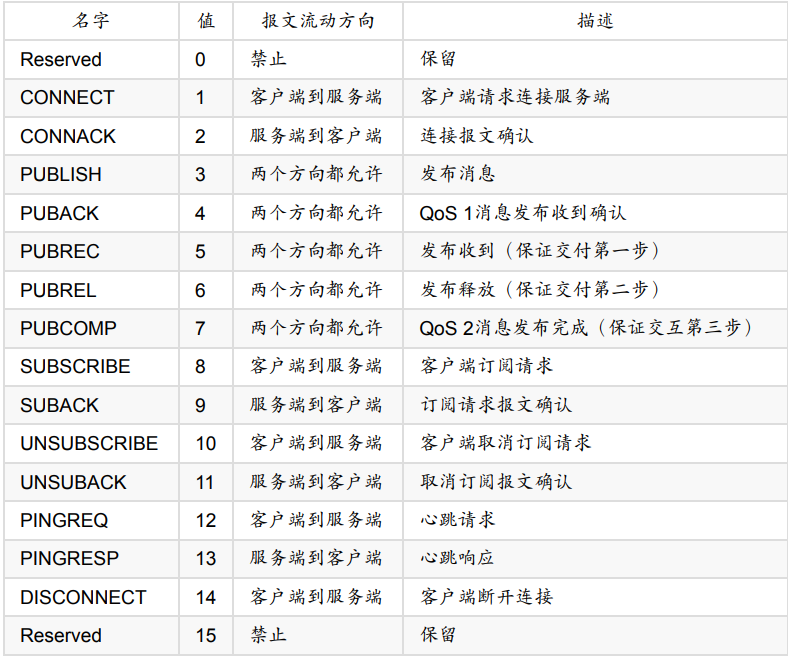 名字 值 报文流动方向 描述
Reserved 0 禁止 保留
CONNECT 1 客户端到服务端 客户端请求连接服务端
CONNACK 2 服务端到客户端 连接报文确认
PUBLISH 3 两个方向都允许 发布消息
PUBACK 4 两个方向都允许 QoS 1消息发布收到确认
PUBREC 5 两个方向都允许 发布收到（保证交付第一步）
PUBREL 6 两个方向都允许 发布释放（保证交付第二步）
PUBCOMP 7 两个方向都允许 QoS 2消息发布完成（保证交互第三步）
SUBSCRIBE 8 客户端到服务端 客户端订阅请求
SUBACK 9 服务端到客户端 订阅请求报文确认
UNSUBSCRIBE 10 客户端到服务端 客户端取消订阅请求
UNSUBACK 11 服务端到客户端 取消订阅报文确认
PINGREQ 12 客户端到服务端 心跳请求
PINGRESP 13 服务端到客户端 心跳响应
DISCONNECT 14 客户端到服务端 客户端断开连接
Reserved 15 禁止 保留